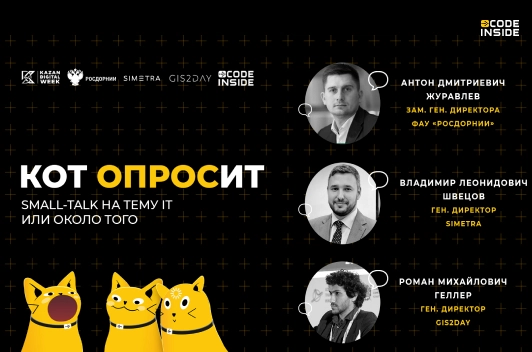 CODE
INSIDE
KAZAN
DIGITAL
WEEK
РОСДОРНИИ
SIMETRA
GIS2DAY
CODE
INSIDE
КОТ ОПРОСИТ
SMALL-TALK НА ТЕМУ IT
ИЛИ ОКОЛО ТОГО
АНТОН ДМИТРИЕВИЧ
ЖУРАВЛЕВ
ЗАМ. ГЕН. ДИРЕКТОРА
ФАУ «РОСДОРНИИ»
ВЛАДИМИР ЛЕОНИДОВИЧ
ШВЕЦОВ
ГЕН. ДИРЕКТОР
SIMETRA
РОМАН МИХАЙЛОВИЧ
ГЕЛЛЕР
ГЕН. ДИРЕКТОР
GIS2DAY